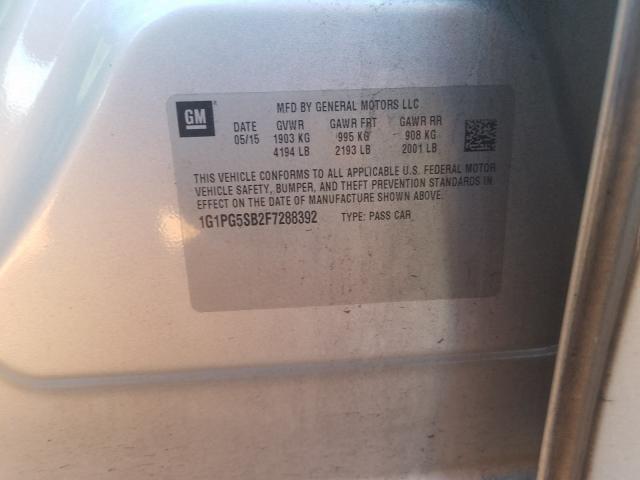 GM
MFD BY GENERAL MOTORS LLC
DATE GVWR GAWR FRT GAWR RR
05/15 1903 KG 995 KG 908 KG
4194 LB 2193 LB 2001 LB
THIS VEHICLE CONFORMS TO ALL APPLICABLE U.S. FEDERAL MOTOR
VEHICLE SAFETY, BUMPER, AND THEFT PREVENTION STANDARDS IN
EFFECT ON THE DATE OF MANUFACTURE SHOWN ABOVE.
1G1PG5SB2F7288392 TYPE: PASS CAR